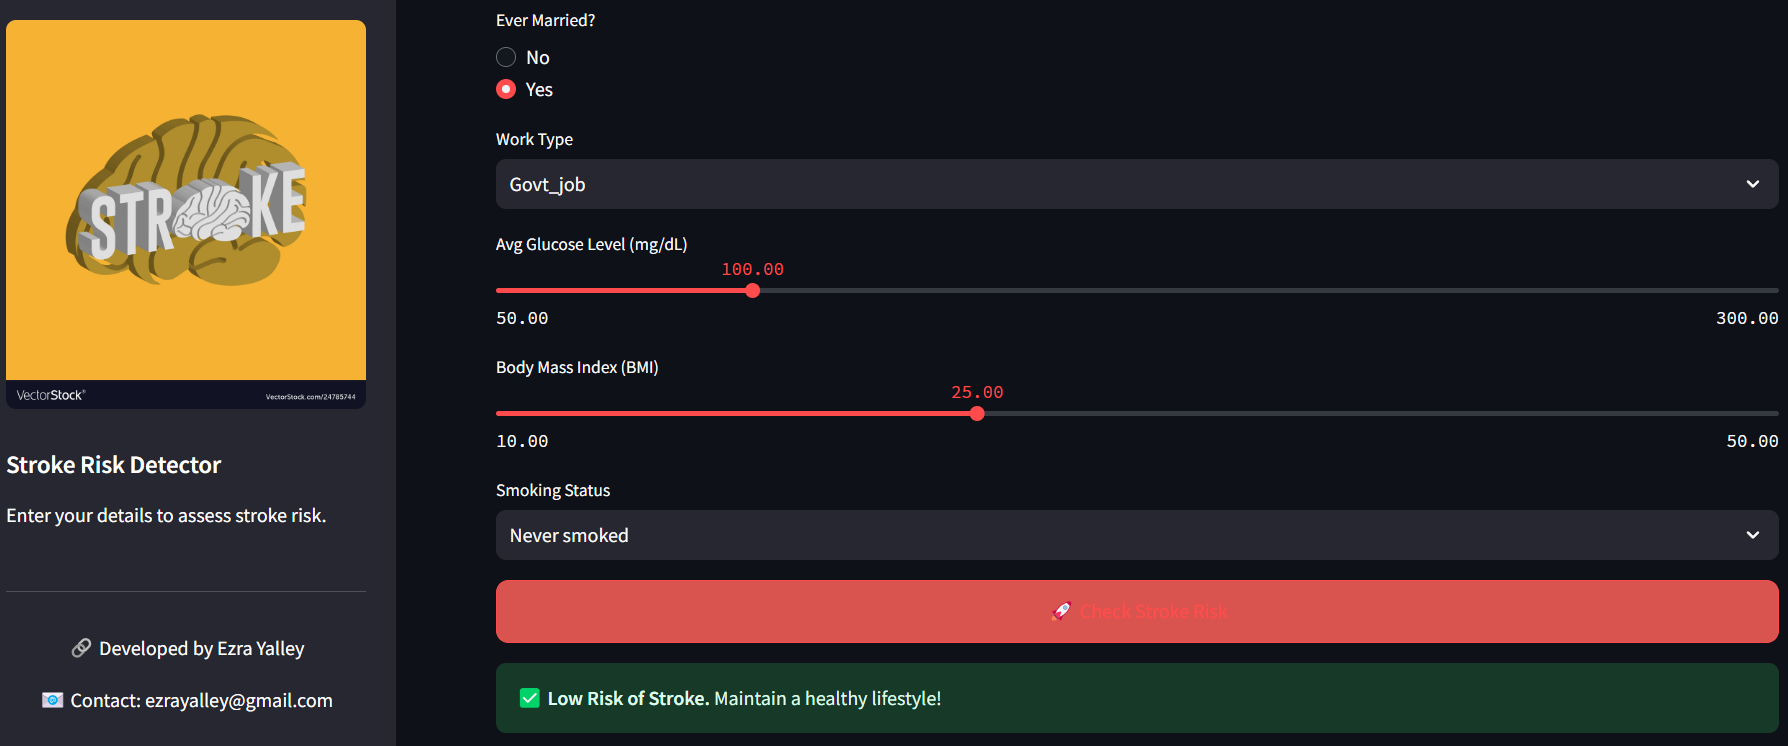 STROKE
VectorStock®
VectorStock.com/24785744
Stroke Risk Detector
Enter your details to assess stroke risk.
Developed by Ezra Yalley
Contact: ezrayalley@gmail.com
Ever Married?
No
Yes
Work Type
Govt_job
Avg Glucose Level (mg/dL)
100.00
50.00 300.00
Body Mass Index (BMI)
25.00
10.00 50.00
Smoking Status
Never smoked
Check Stroke Risk
Low Risk of Stroke. Maintain a healthy lifestyle!